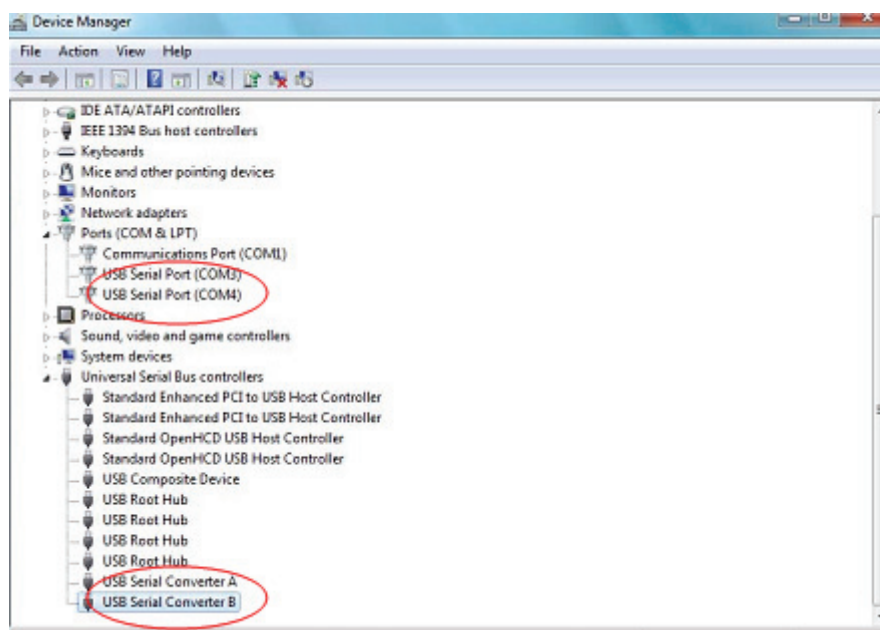 Device Manager
File Action View Help
IDE ATA/ATAPI controllers
IEEE 1394 Bus host controllers
Keyboards
Mice and other pointing devices
Monitors
Network adapters
Ports (COM & LPT)
Communications Port (COM1)
USB Serial Port (COM3)
USB Serial Port (COM4)
Processors
Sound, video and game controllers
System devices
Universal Serial Bus controllers
Standard Enhanced PCI to USB Host Controller
Standard Enhanced PCI to USB Host Controller
Standard OpenHCD USB Host Controller
Standard OpenHCD USB Host Controller
USB Composite Device
USB Root Hub
USB Root Hub
USB Root Hub
USB Root Hub
USB Serial Converter A
USB Serial Converter B